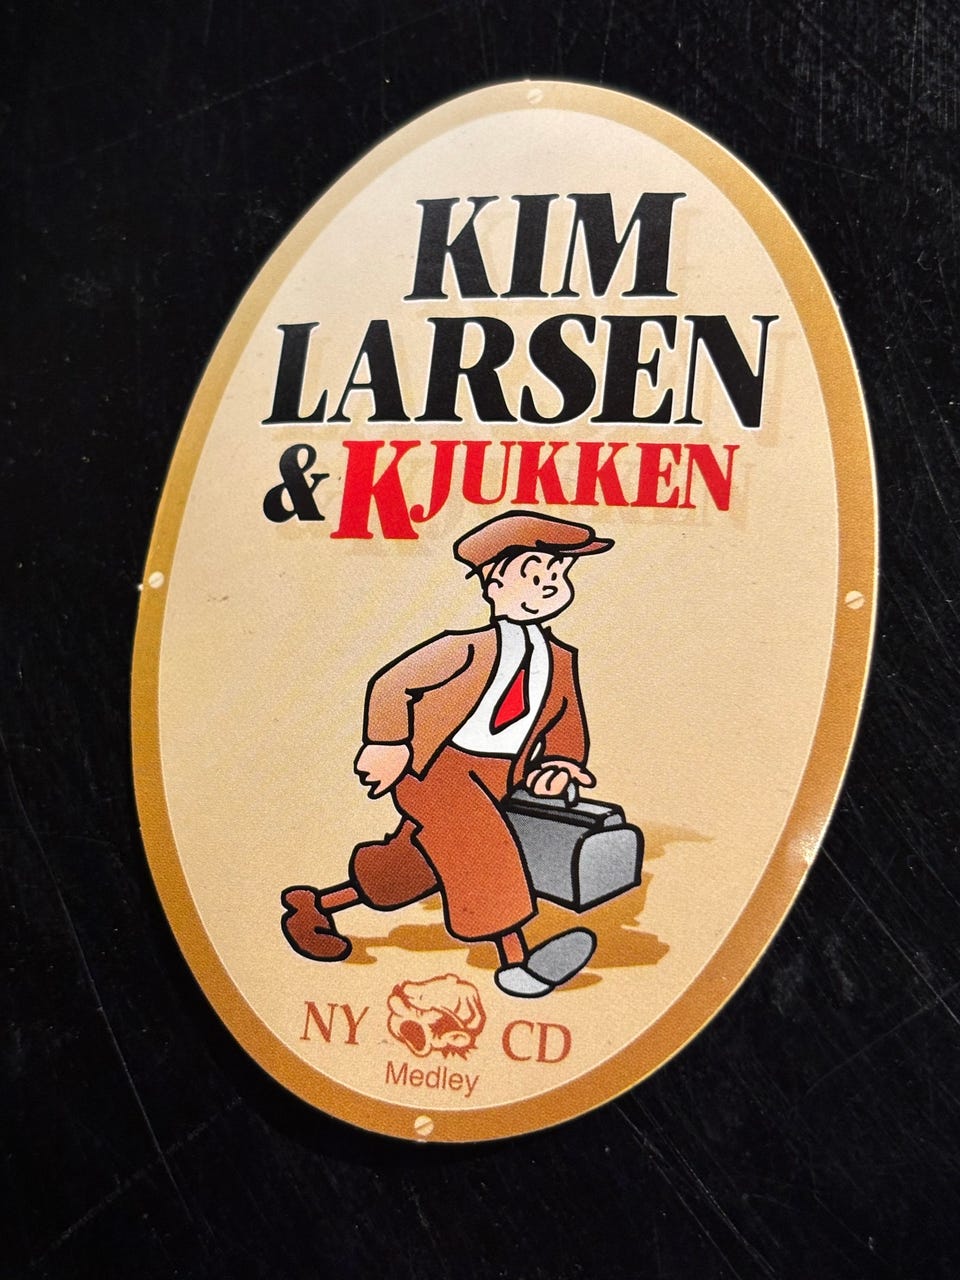 KIM
LARSEN
& KJUKKEN
NY CD
Medley